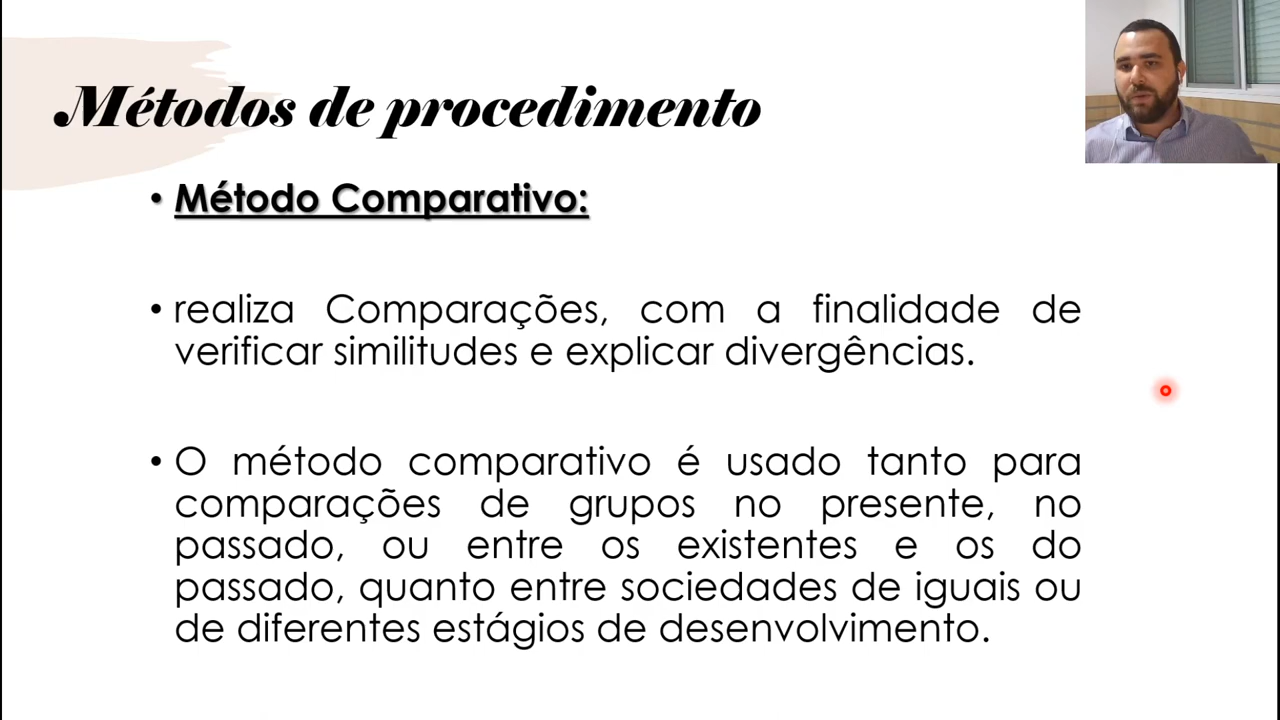 Métodos de procedimento
• Método Comparativo:
• realiza Comparações, com a finalidade de
verificar similitudes e explicar divergências.
• O método comparativo é usado tanto para
comparações de grupos no presente, no
passado, ou entre os existentes e os do
passado, quanto entre sociedades de iguais ou
de diferentes estágios de desenvolvimento.